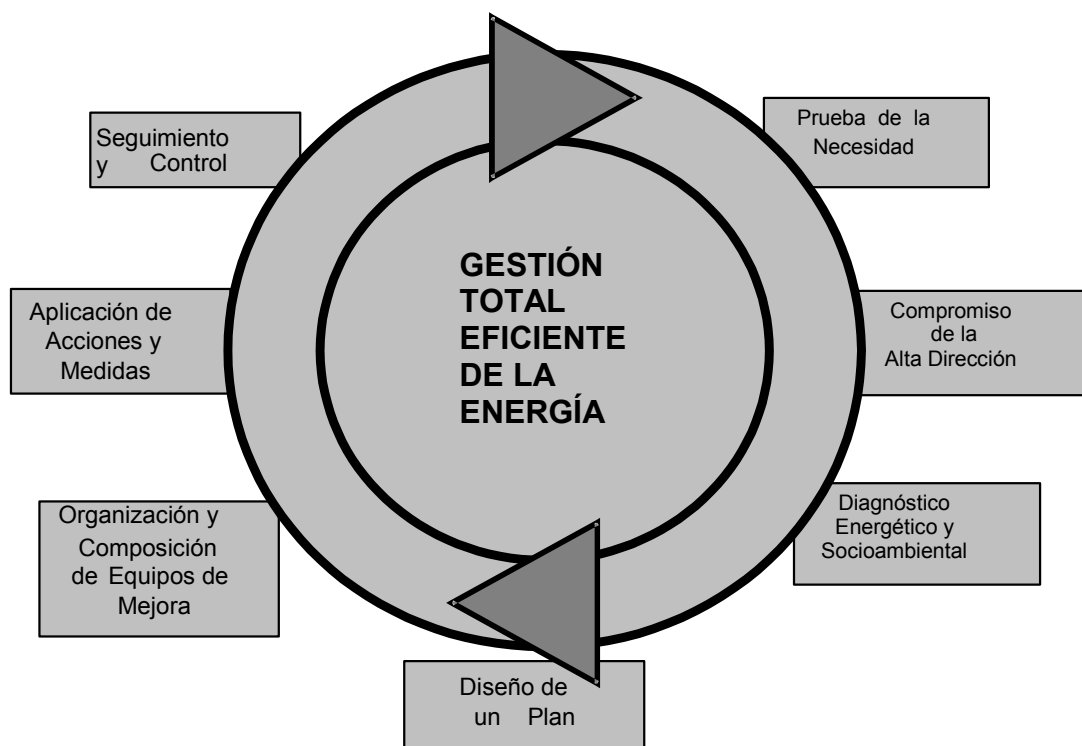 Seguimiento
y Control
Prueba de la
Necesidad
GESTIÓN
TOTAL
EFICIENTE
DE LA
ENERGÍA
Aplicación de
Acciones y
Medidas
Compromiso
de la
Alta Dirección
Organización y
Composición
de Equipos de
Mejora
Diagnóstico
Energético y
Socioambiental
Diseño de
un Plan